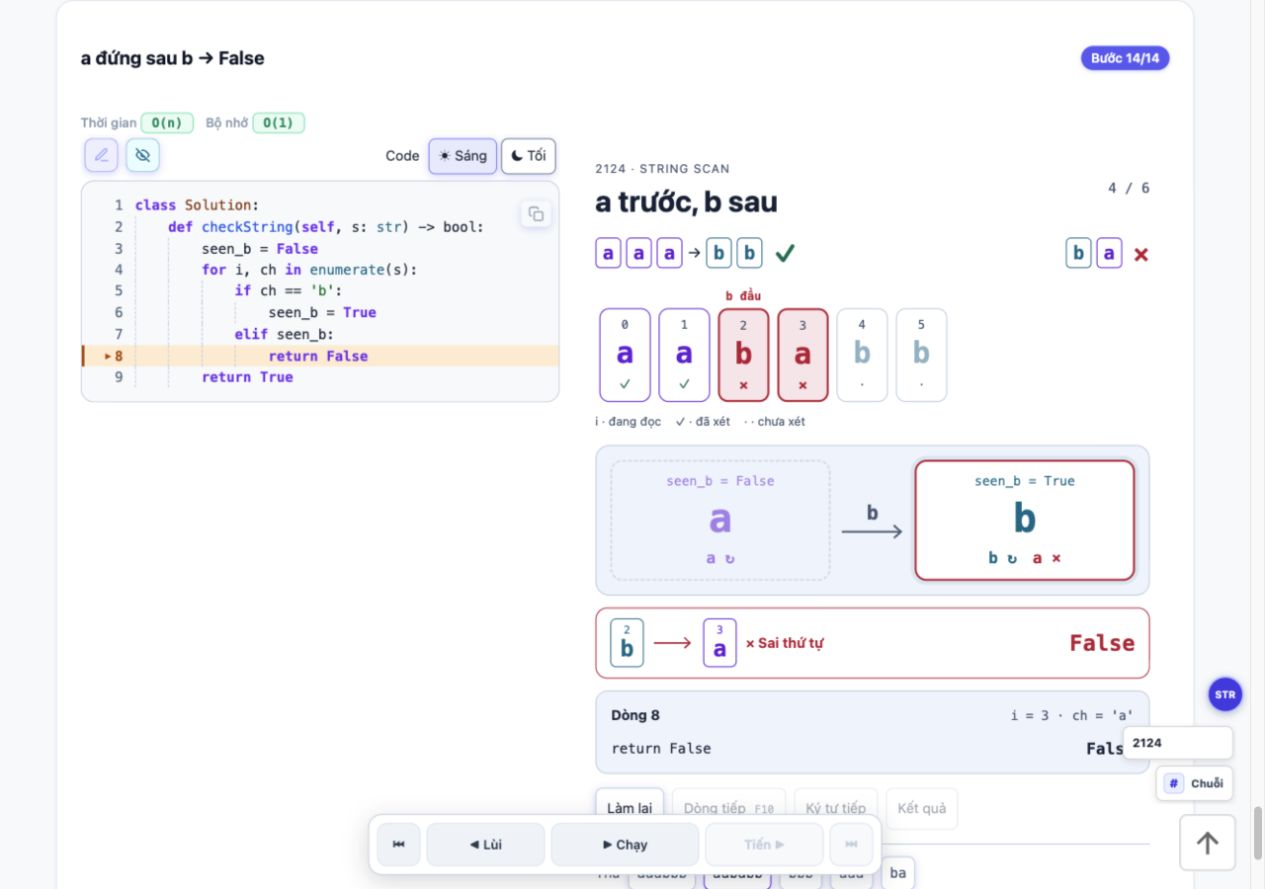 a đứng sau b → False
Bước 14/14
Thời gian O(n) Bộ nhớ O(1)
Code ☀ Sáng Tối
1 class Solution:
2     def checkString(self, s: str) -> bool:
3         seen_b = False
4         for i, ch in enumerate(s):
5             if ch == 'b':
6                 seen_b = True
7             elif seen_b:
▸8                 return False
9         return True
2124 · STRING SCAN
a trước, b sau
4 / 6
a a a → b b ✓
b a ×
b đầu
0 1 2 3 4 5
a a b a b b
✓ ✓ × × · ·
i · đang đọc ✓ · đã xét · · chưa xét
seen_b = False
a
a ↻
b
seen_b = True
b
b ↻ a ×
2 3
b → a × Sai thứ tự False
Dòng 8 i = 3 · ch = 'a'
return False
STR
2124
# Chuỗi
Làm lại Dòng tiếp F10 Ký tự tiếp Kết quả
⏮ ◀ Lùi ▶ Chạy Tiến ▶ ⏭
ba
↑